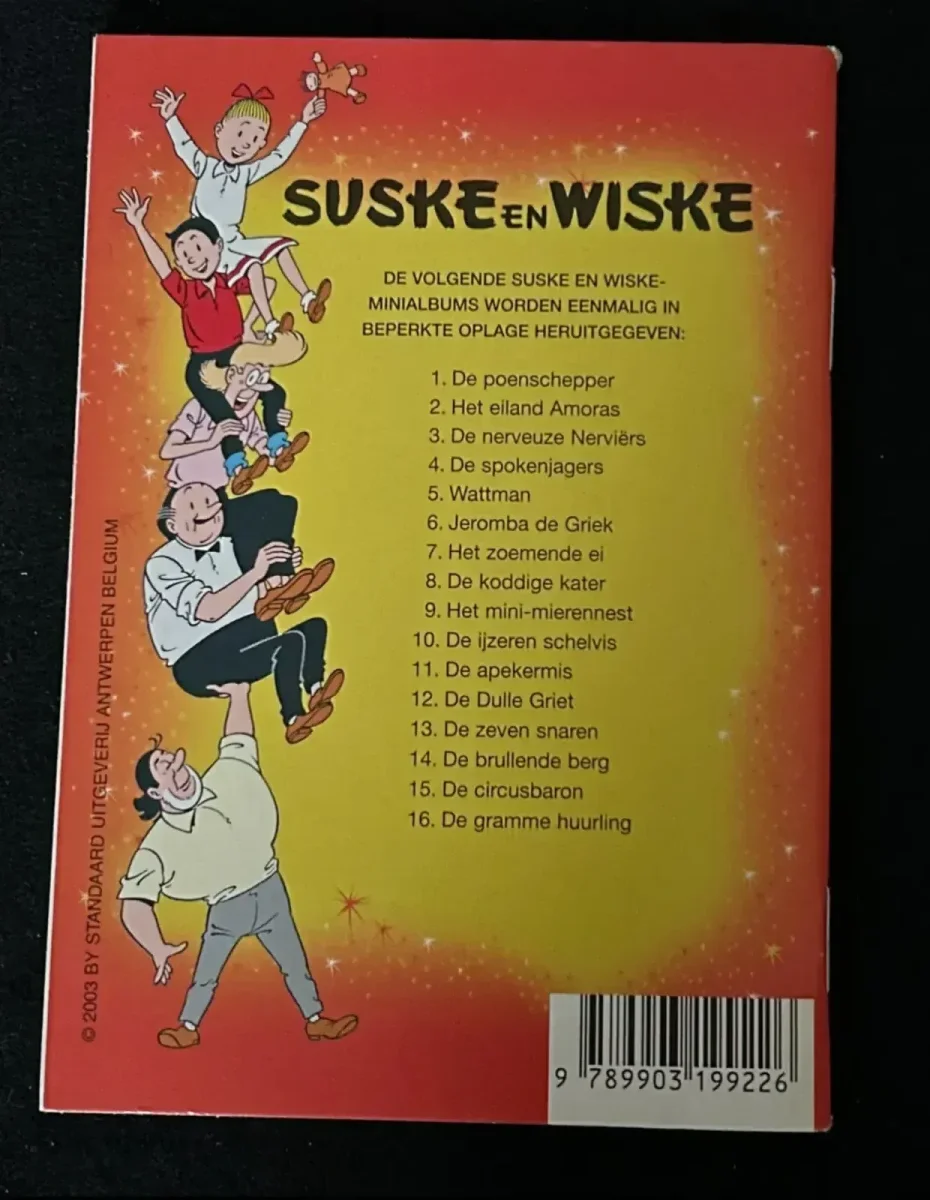 SUSKE EN WISKE
DE VOLGENDE SUSKE EN WISKE-
MINIALBUMS WORDEN EENMALIG IN
BEPERKTE OPLAGE HERUITGEGEVEN:
1. De poenschepper
2. Het eiland Amoras
3. De nerveuze Nerviërs
4. De spokenjagers
5. Wattman
6. Jeromba de Griek
7. Het zoemende ei
8. De koddige kater
9. Het mini-mierennest
10. De ijzeren schelvis
11. De apekermis
12. De Dulle Griet
13. De zeven snaren
14. De brullende berg
15. De circusbaron
16. De gramme huurling
© 2003 BY STANDAARD UITGEVERIJ ANTWERPEN BELGIUM
9 789903 199226